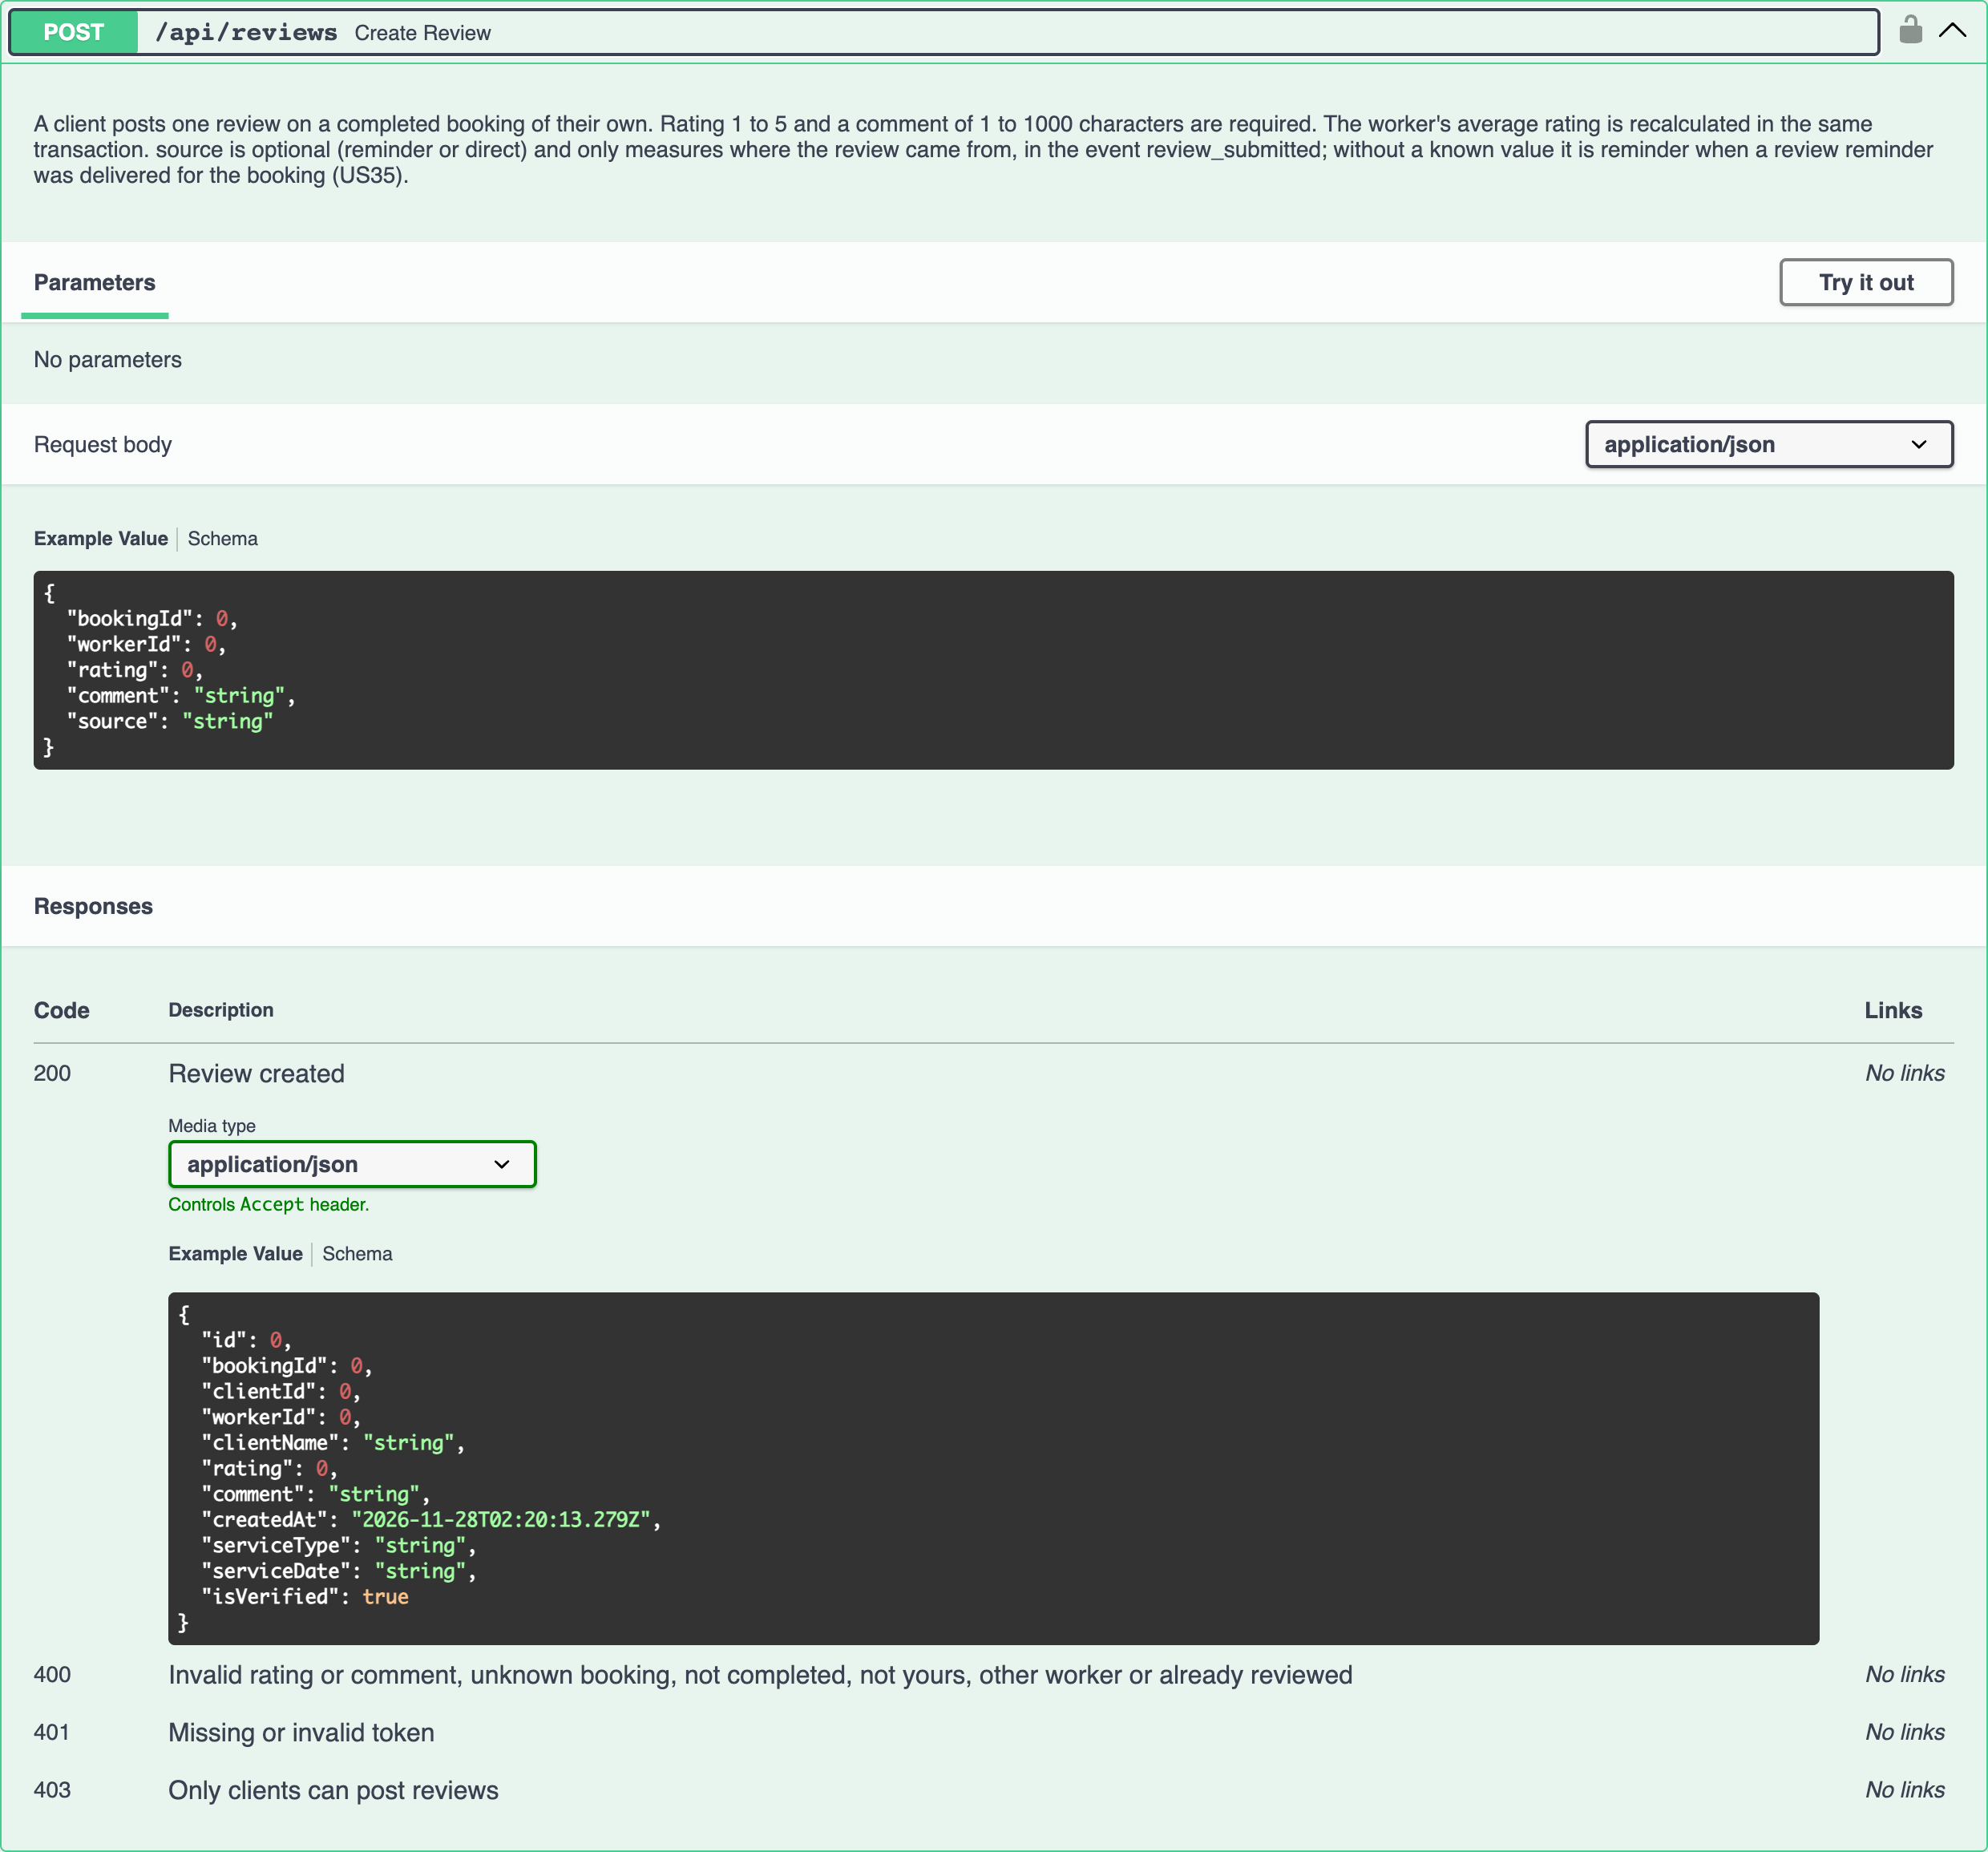 POST /api/reviews Create Review
A client posts one review on a completed booking of their own. Rating 1 to 5 and a comment of 1 to 1000 characters are required. The worker's average rating is recalculated in the same
transaction. source is optional (reminder or direct) and only measures where the review came from, in the event review_submitted; without a known value it is reminder when a review reminder
was delivered for the booking (US35).
Parameters Try it out
No parameters
Request body application/json
Example Value Schema
{
  "bookingId": 0,
  "workerId": 0,
  "rating": 0,
  "comment": "string",
  "source": "string"
}
Responses
Code Description Links
200 Review created No links
Media type
application/json
Controls Accept header.
Example Value Schema
{
  "id": 0,
  "bookingId": 0,
  "clientId": 0,
  "workerId": 0,
  "clientName": "string",
  "rating": 0,
  "comment": "string",
  "createdAt": "2026-11-28T02:20:13.279Z",
  "serviceType": "string",
  "serviceDate": "string",
  "isVerified": true
}
400 Invalid rating or comment, unknown booking, not completed, not yours, other worker or already reviewed No links
401 Missing or invalid token No links
403 Only clients can post reviews No links